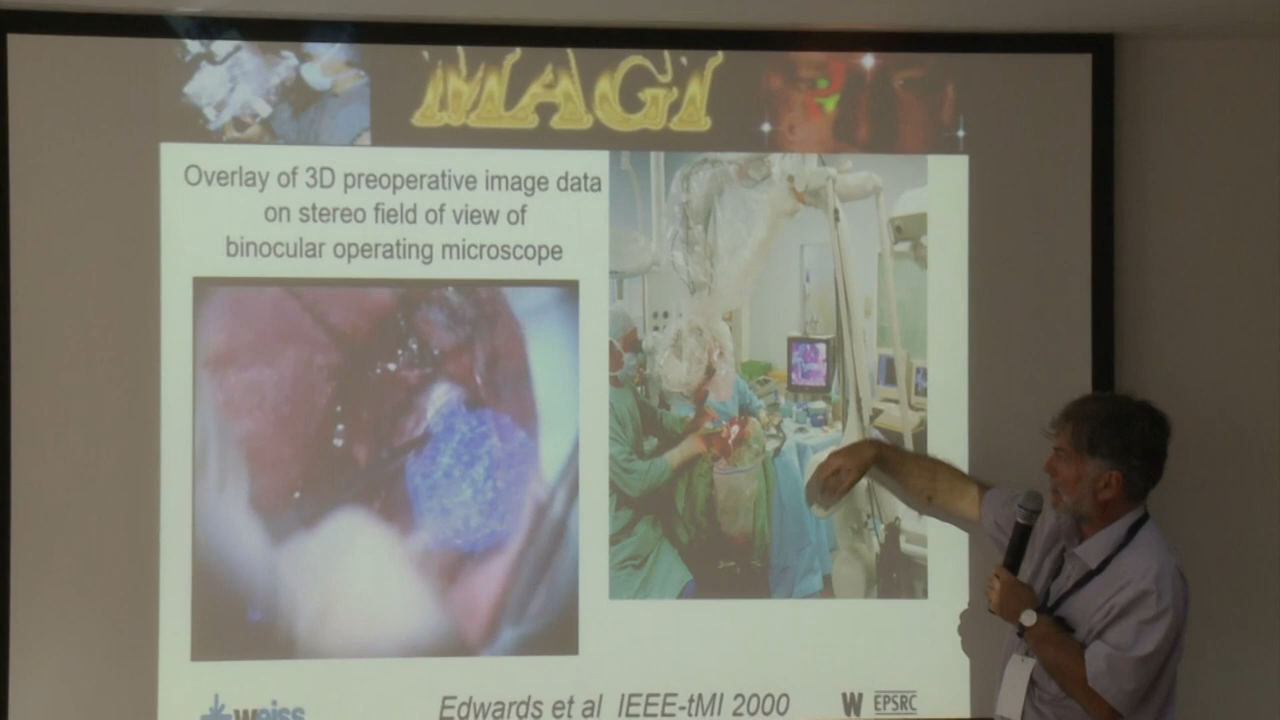 MAGI
Overlay of 3D preoperative image data
on stereo field of view of
binocular operating microscope
weiss
Edwards et al IEEE-tMI 2000
W EPSRC